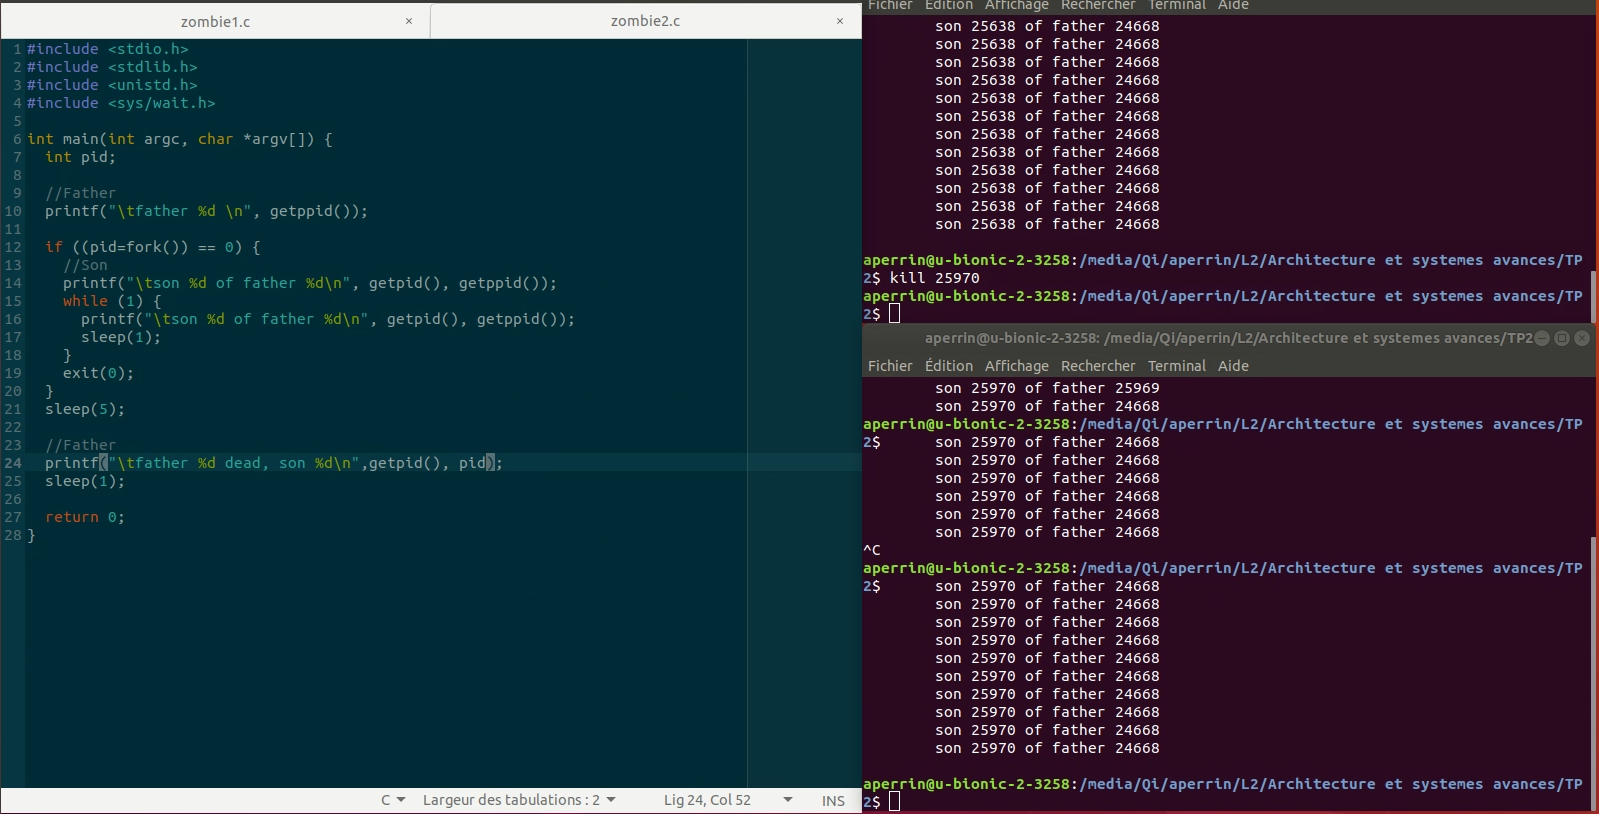 zombie1.c × zombie2.c ×
1 #include <stdio.h>
2 #include <stdlib.h>
3 #include <unistd.h>
4 #include <sys/wait.h>
5
6 int main(int argc, char *argv[]) {
7   int pid;
8
9   //Father
10   printf("\tfather %d \n", getppid());
11
12   if ((pid=fork()) == 0) {
13     //Son
14     printf("\tson %d of father %d\n", getpid(), getppid());
15     while (1) {
16       printf("\tson %d of father %d\n", getpid(), getppid());
17       sleep(1);
18     }
19     exit(0);
20   }
21   sleep(5);
22
23   //Father
24   printf("\tfather %d dead, son %d\n",getpid(), pid);
25   sleep(1);
26
27   return 0;
28 }
C Largeur des tabulations : 2 Lig 24, Col 52 INS
Fichier Édition Affichage Rechercher Terminal Aide
son 25638 of father 24668
son 25638 of father 24668
son 25638 of father 24668
son 25638 of father 24668
son 25638 of father 24668
son 25638 of father 24668
son 25638 of father 24668
son 25638 of father 24668
son 25638 of father 24668
son 25638 of father 24668
son 25638 of father 24668
son 25638 of father 24668
aperrin@u-bionic-2-3258:/media/Qi/aperrin/L2/Architecture et systemes avances/TP
2$ kill 25970
aperrin@u-bionic-2-3258:/media/Qi/aperrin/L2/Architecture et systemes avances/TP
2$
aperrin@u-bionic-2-3258: /media/Qi/aperrin/L2/Architecture et systemes avances/TP2
Fichier Édition Affichage Rechercher Terminal Aide
son 25970 of father 25969
son 25970 of father 24668
aperrin@u-bionic-2-3258:/media/Qi/aperrin/L2/Architecture et systemes avances/TP
2$ son 25970 of father 24668
son 25970 of father 24668
son 25970 of father 24668
son 25970 of father 24668
son 25970 of father 24668
son 25970 of father 24668
^C
aperrin@u-bionic-2-3258:/media/Qi/aperrin/L2/Architecture et systemes avances/TP
2$ son 25970 of father 24668
son 25970 of father 24668
son 25970 of father 24668
son 25970 of father 24668
son 25970 of father 24668
son 25970 of father 24668
son 25970 of father 24668
son 25970 of father 24668
son 25970 of father 24668
son 25970 of father 24668
aperrin@u-bionic-2-3258:/media/Qi/aperrin/L2/Architecture et systemes avances/TP
2$